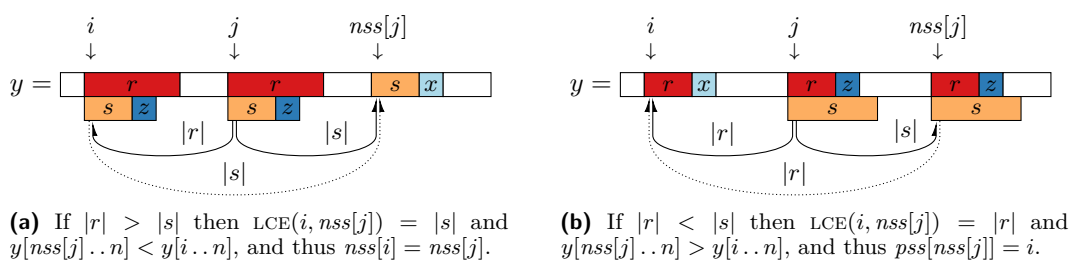 i j nss[j]
y = r r s x
s z s z
|r| |s|
|s|
(a) If |r| > |s| then LCE(i, nss[j]) = |s| and
y[nss[j] . . n] < y[i . . n], and thus nss[i] = nss[j].
i j nss[j]
y = r x r z r z
s s
|r| |s|
|r|
(b) If |r| < |s| then LCE(i, nss[j]) = |r| and
y[nss[j] . . n] > y[i . . n], and thus pss[nss[j]] = i.